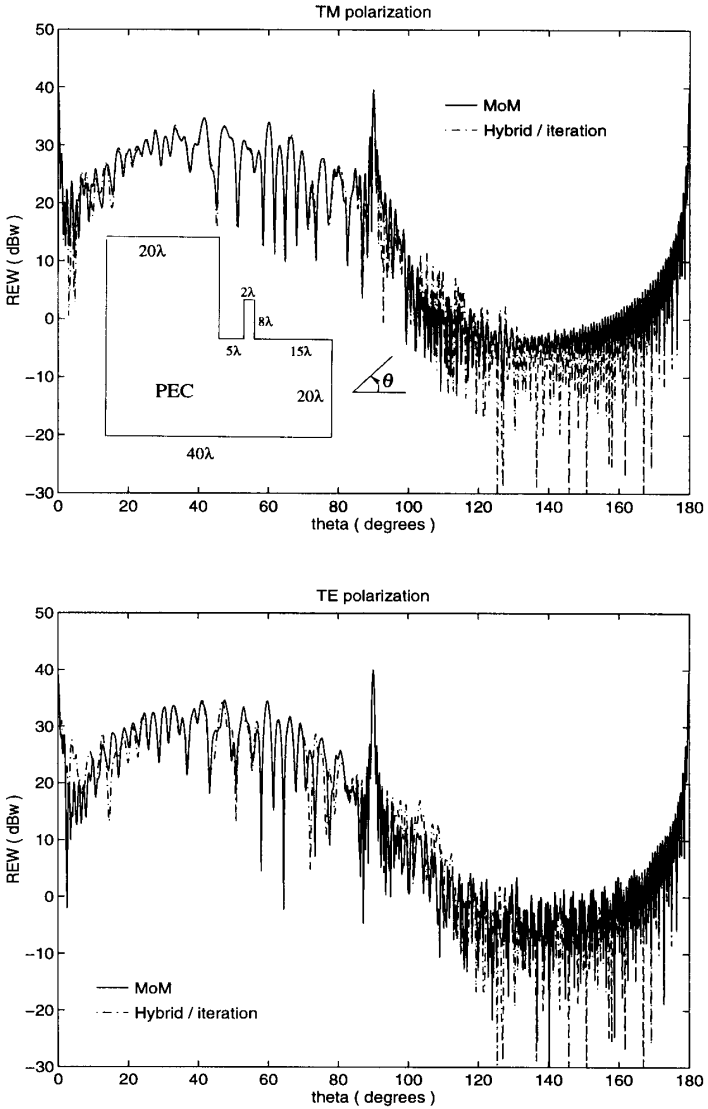 TM polarization
50
40
30
20
10
0
−10
−20
−30
REW ( dBw )
MoM
Hybrid / iteration
20λ
2λ
8λ
5λ
15λ
PEC
20λ
θ
40λ
0 20 40 60 80 100 120 140 160 180
theta ( degrees )
TE polarization
50
40
30
20
10
0
−10
−20
−30
REW ( dBw )
MoM
Hybrid / iteration
0 20 40 60 80 100 120 140 160 180
theta ( degrees )